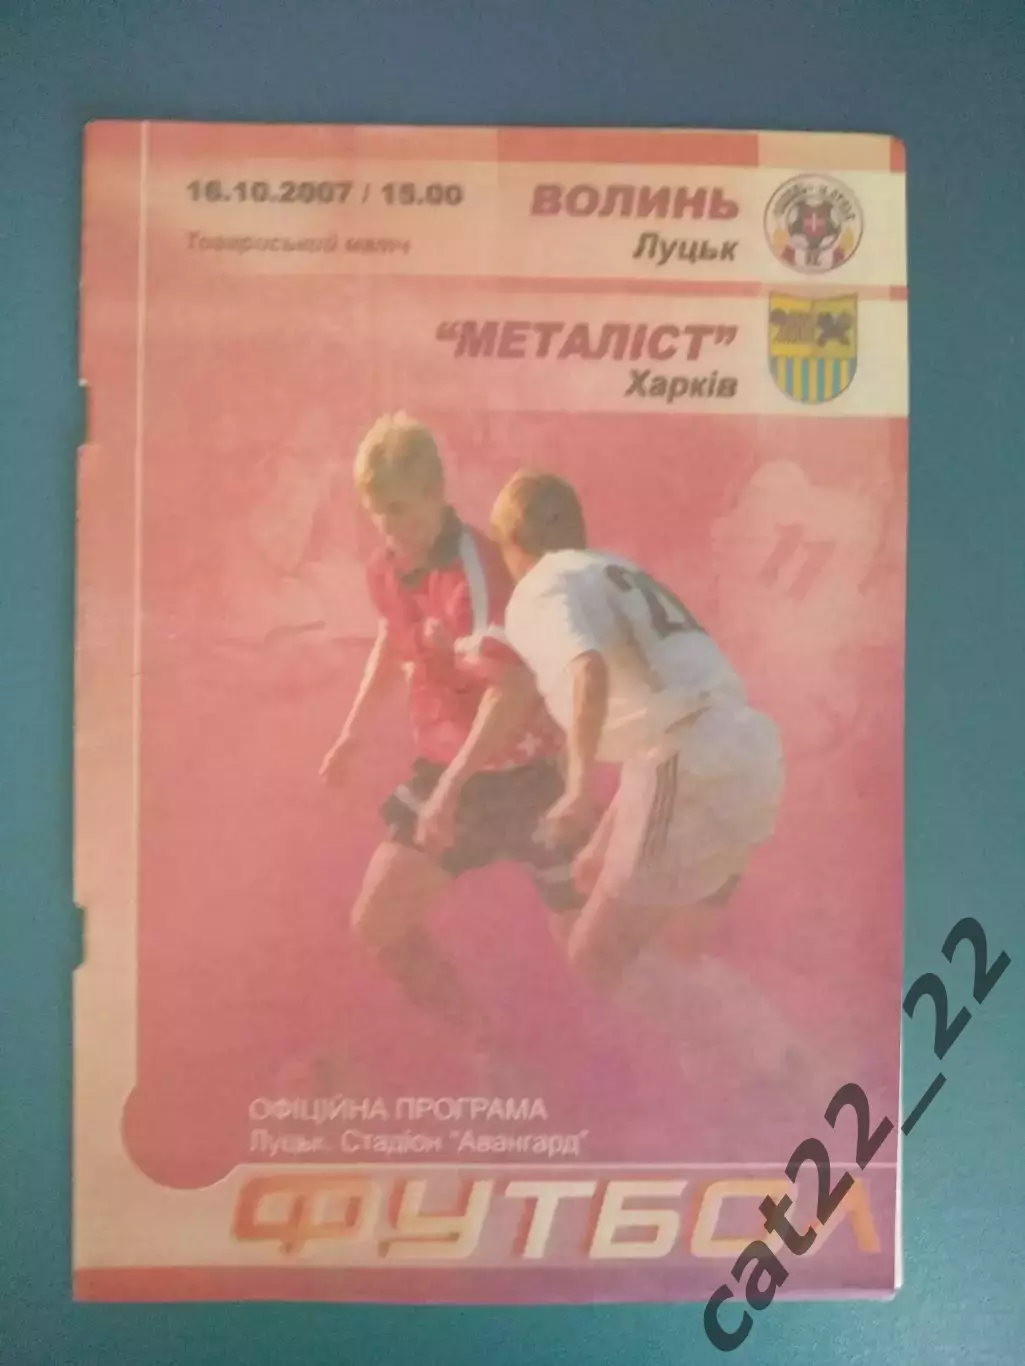 16.10.2007 / 15.00
Товариський матч
ВОЛИНЬ
Луцьк
"МЕТАЛІСТ"
Харків
ОФІЦІЙНА ПРОГРАМА
Луцьк. Стадіон "Авангард"
ФУТБОЛ
cat22_22